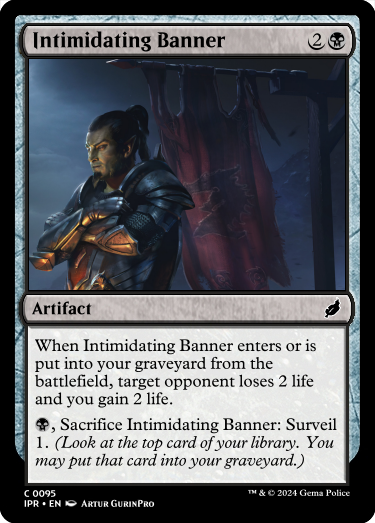 Intimidating Banner 2
Artifact
When Intimidating Banner enters or is
put into your graveyard from the
battlefield, target opponent loses 2 life
and you gain 2 life.
, Sacrifice Intimidating Banner: Surveil
1. (Look at the top card of your library. You
may put that card into your graveyard.)
C 0095
IPR • EN Artur GurinPro
™ & © 2024 Gema Police